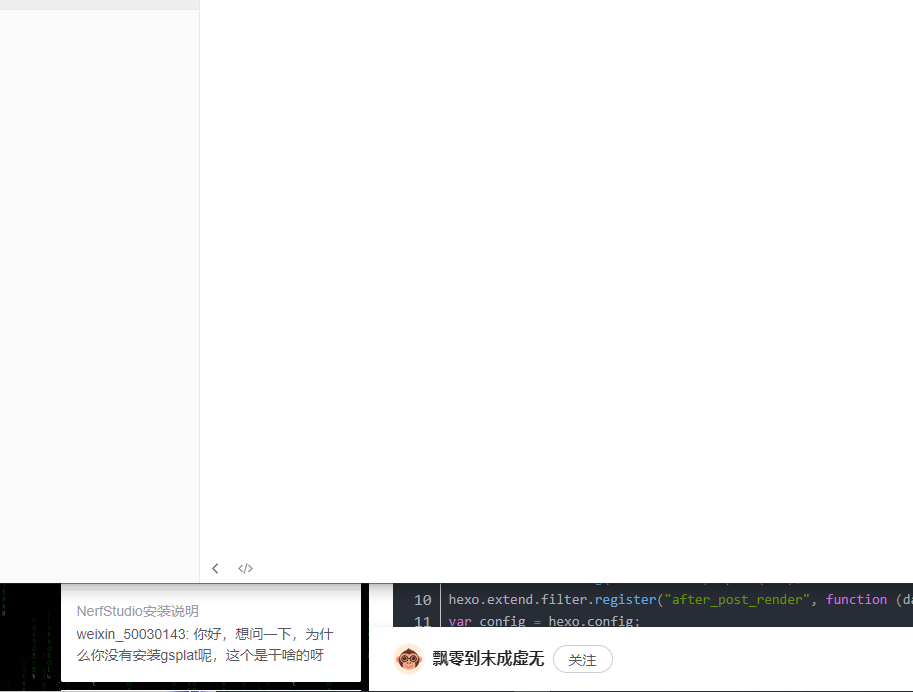 NerfStudio安装说明
weixin_50030143: 你好，想问一下，为什
么你没有安装gsplat呢，这个是干啥的呀
10 hexo.extend.filter.register("after_post_render", function (da
11 var config = hexo.config;
飘零到末成虚无 关注